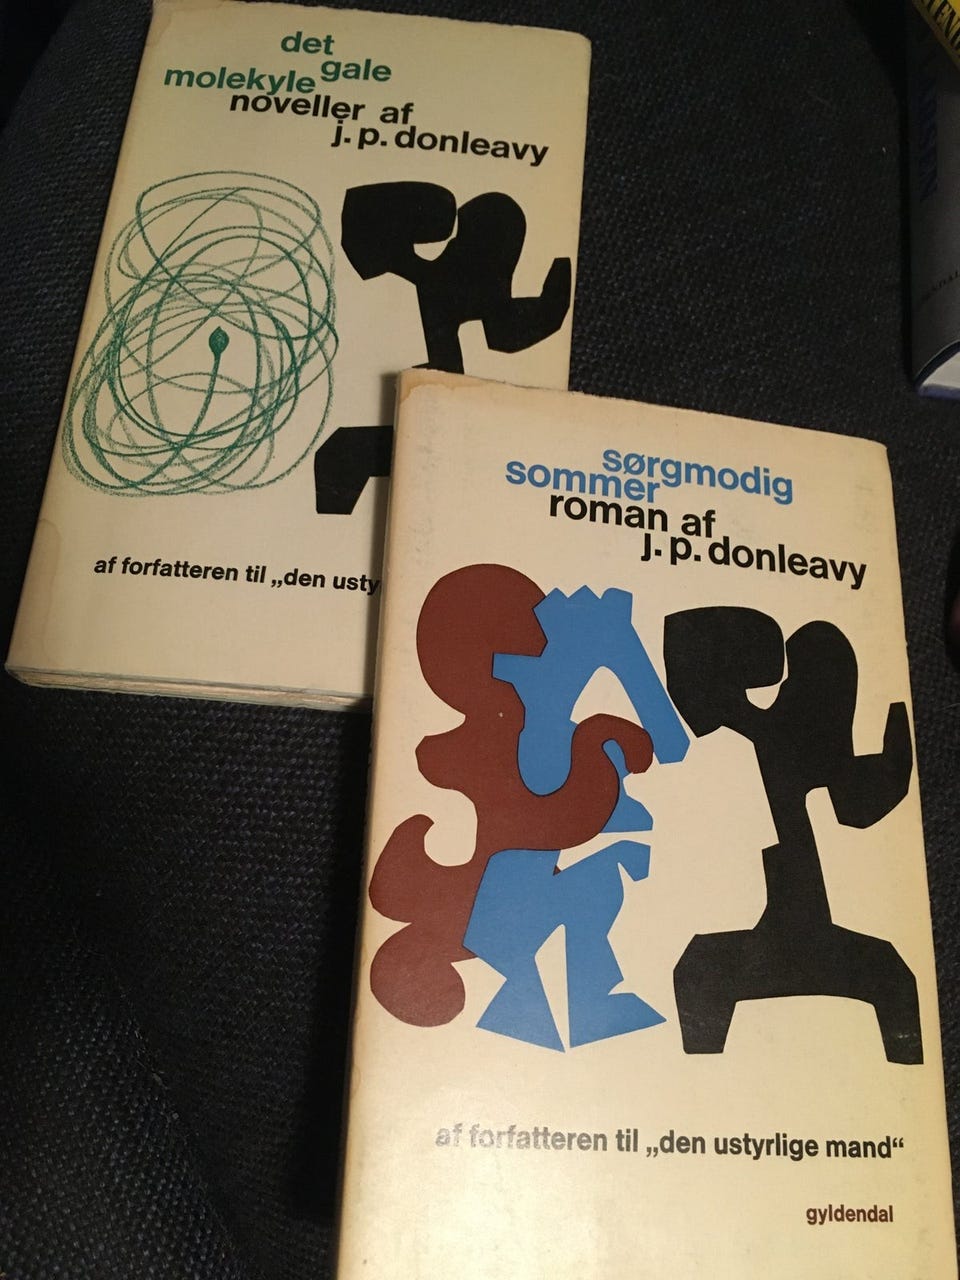 det
gale
molekyle
noveller af
j. p. donleavy
af forfatteren til „den usty
sørgmodig
sommer
roman af
j. p. donleavy
af forfatteren til „den ustyrlige mand“
gyldendal